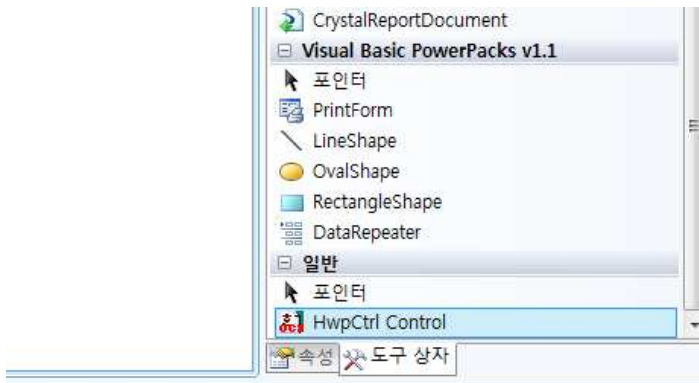 CrystalReportDocument
Visual Basic PowerPacks v1.1
포인터
PrintForm
LineShape
OvalShape
RectangleShape
DataRepeater
일반
포인터
HwpCtrl Control
속성 도구 상자